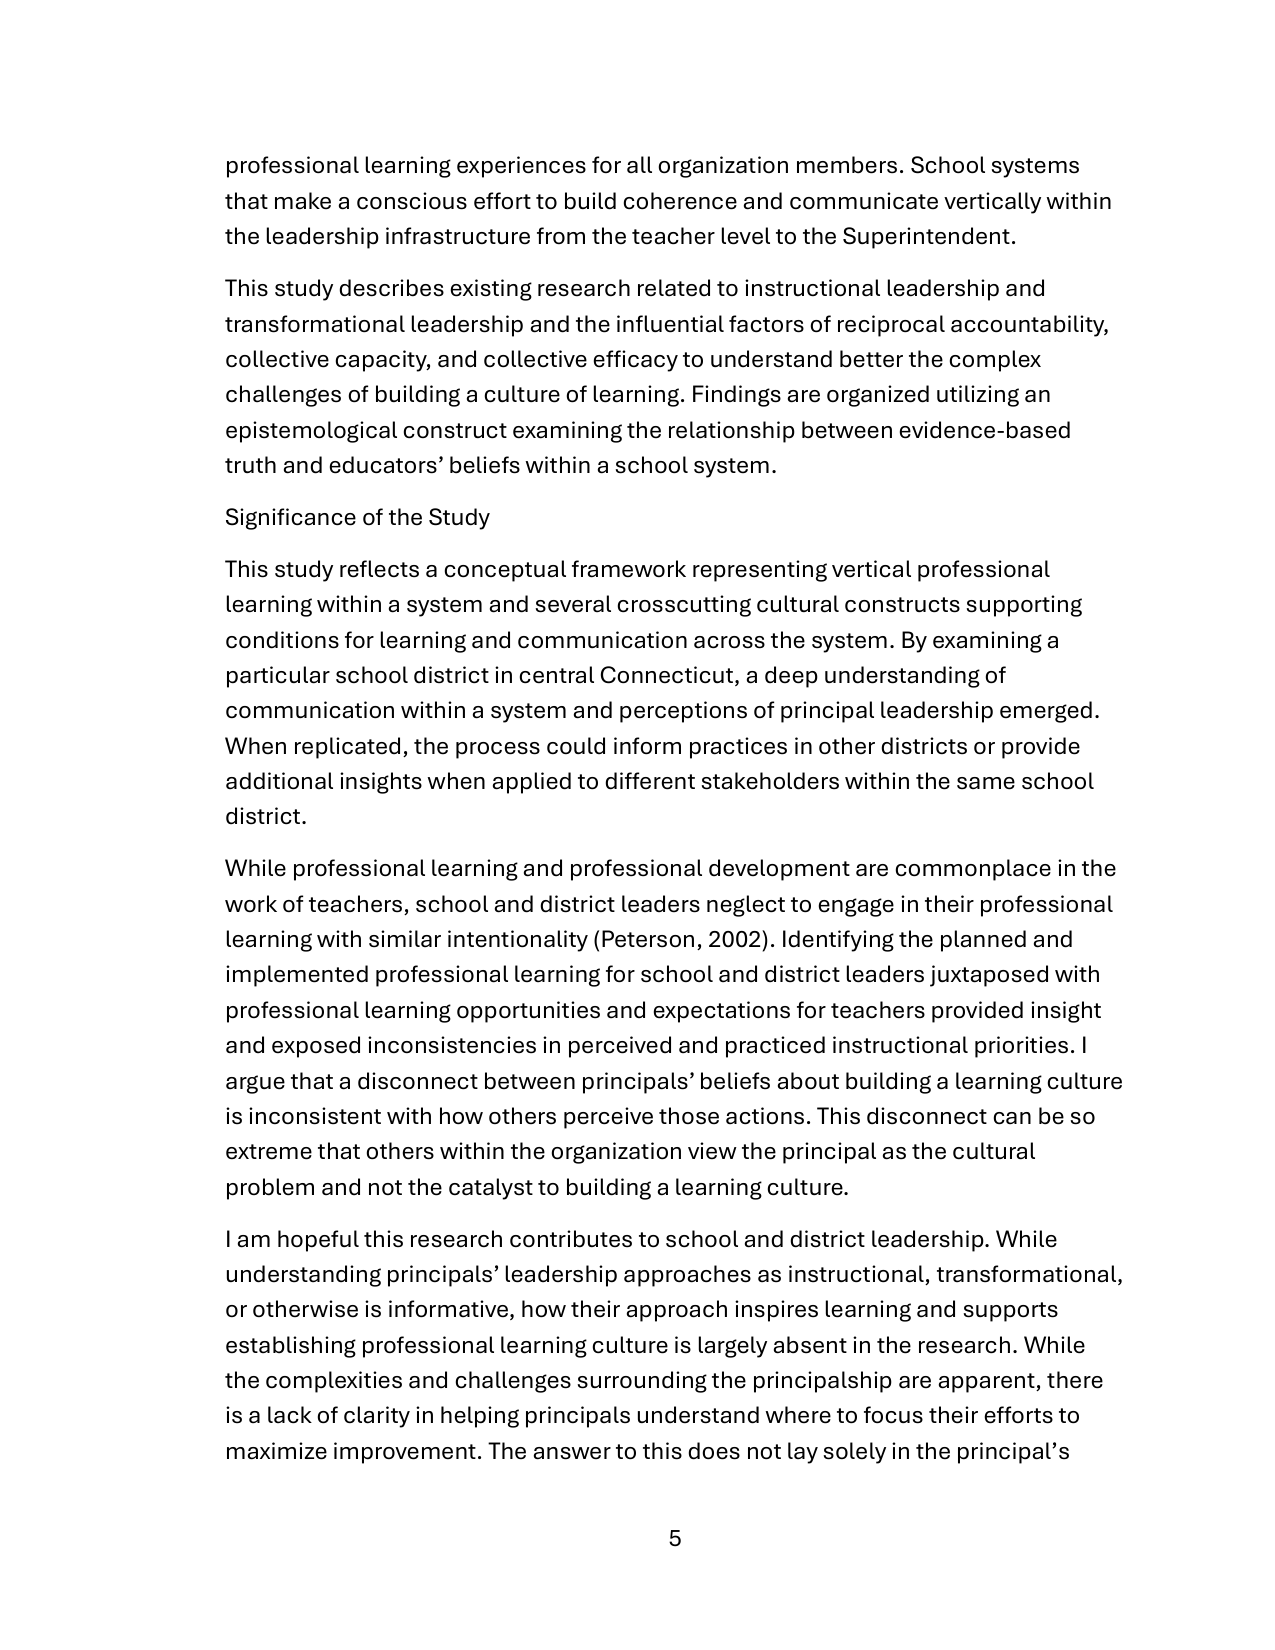 professional learning experiences for all organization members. School systems
that make a conscious effort to build coherence and communicate vertically within
the leadership infrastructure from the teacher level to the Superintendent.
This study describes existing research related to instructional leadership and
transformational leadership and the influential factors of reciprocal accountability,
collective capacity, and collective efficacy to understand better the complex
challenges of building a culture of learning. Findings are organized utilizing an
epistemological construct examining the relationship between evidence-based
truth and educators’ beliefs within a school system.
Significance of the Study
This study reflects a conceptual framework representing vertical professional
learning within a system and several crosscutting cultural constructs supporting
conditions for learning and communication across the system. By examining a
particular school district in central Connecticut, a deep understanding of
communication within a system and perceptions of principal leadership emerged.
When replicated, the process could inform practices in other districts or provide
additional insights when applied to different stakeholders within the same school
district.
While professional learning and professional development are commonplace in the
work of teachers, school and district leaders neglect to engage in their professional
learning with similar intentionality (Peterson, 2002). Identifying the planned and
implemented professional learning for school and district leaders juxtaposed with
professional learning opportunities and expectations for teachers provided insight
and exposed inconsistencies in perceived and practiced instructional priorities. I
argue that a disconnect between principals’ beliefs about building a learning culture
is inconsistent with how others perceive those actions. This disconnect can be so
extreme that others within the organization view the principal as the cultural
problem and not the catalyst to building a learning culture.
I am hopeful this research contributes to school and district leadership. While
understanding principals’ leadership approaches as instructional, transformational,
or otherwise is informative, how their approach inspires learning and supports
establishing professional learning culture is largely absent in the research. While
the complexities and challenges surrounding the principalship are apparent, there
is a lack of clarity in helping principals understand where to focus their efforts to
maximize improvement. The answer to this does not lay solely in the principal’s
5